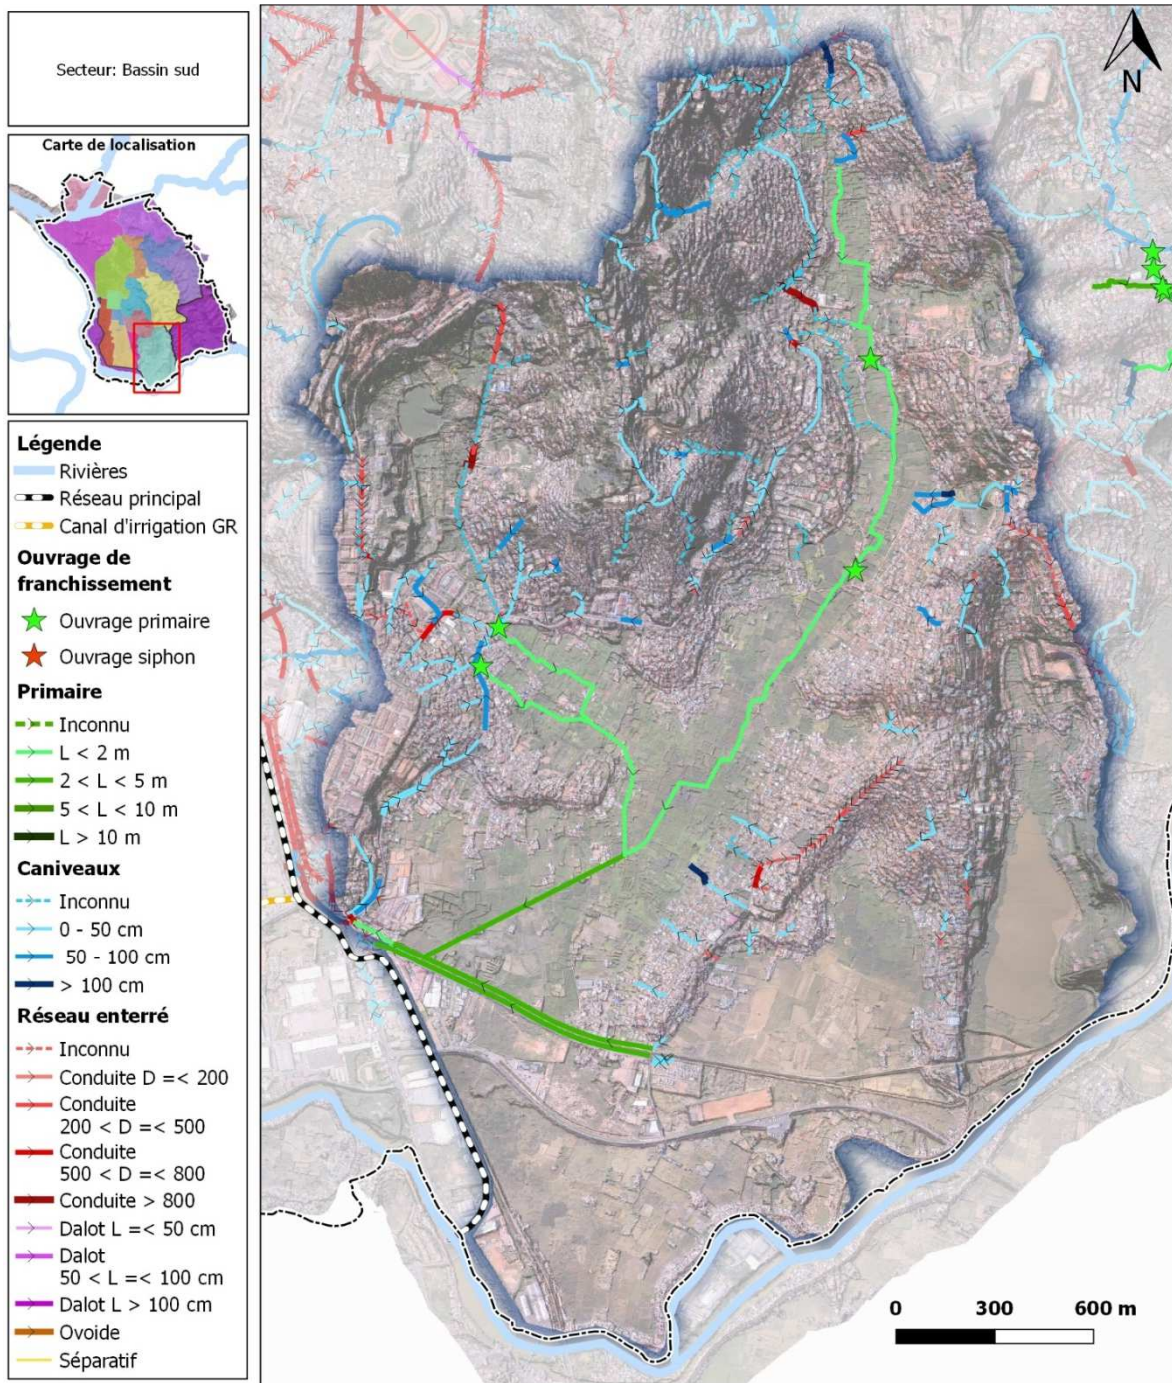 Secteur: Bassin sud
Carte de localisation
Légende
Rivières
Réseau principal
Canal d'irrigation GR
Ouvrage de
franchissement
Ouvrage primaire
Ouvrage siphon
Primaire
Inconnu
L < 2 m
2 < L < 5 m
5 < L < 10 m
L > 10 m
Caniveaux
Inconnu
0 - 50 cm
50 - 100 cm
> 100 cm
Réseau enterré
Inconnu
Conduite D =< 200
Conduite
200 < D =< 500
Conduite
500 < D =< 800
Conduite > 800
Dalot L =< 50 cm
Dalot
50 < L =< 100 cm
Dalot L > 100 cm
Ovoide
Séparatif
N
0 300 600 m